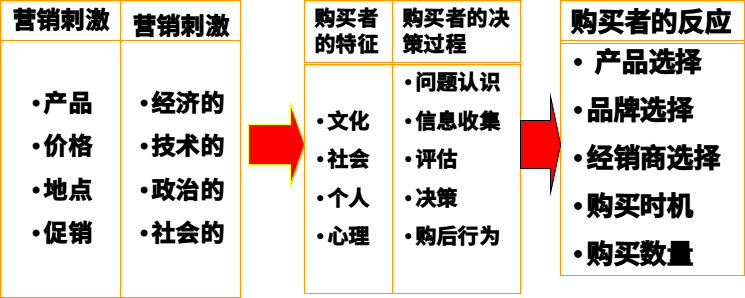 营销刺激
•产品
•价格
•地点
•促销
营销刺激
•经济的
•技术的
•政治的
•社会的
购买者
的特征
•文化
•社会
•个人
•心理
购买者的决
策过程
•问题认识
•信息收集
•评估
•决策
•购后行为
购买者的反应
• 产品选择
•品牌选择
•经销商选择
•购买时机
•购买数量